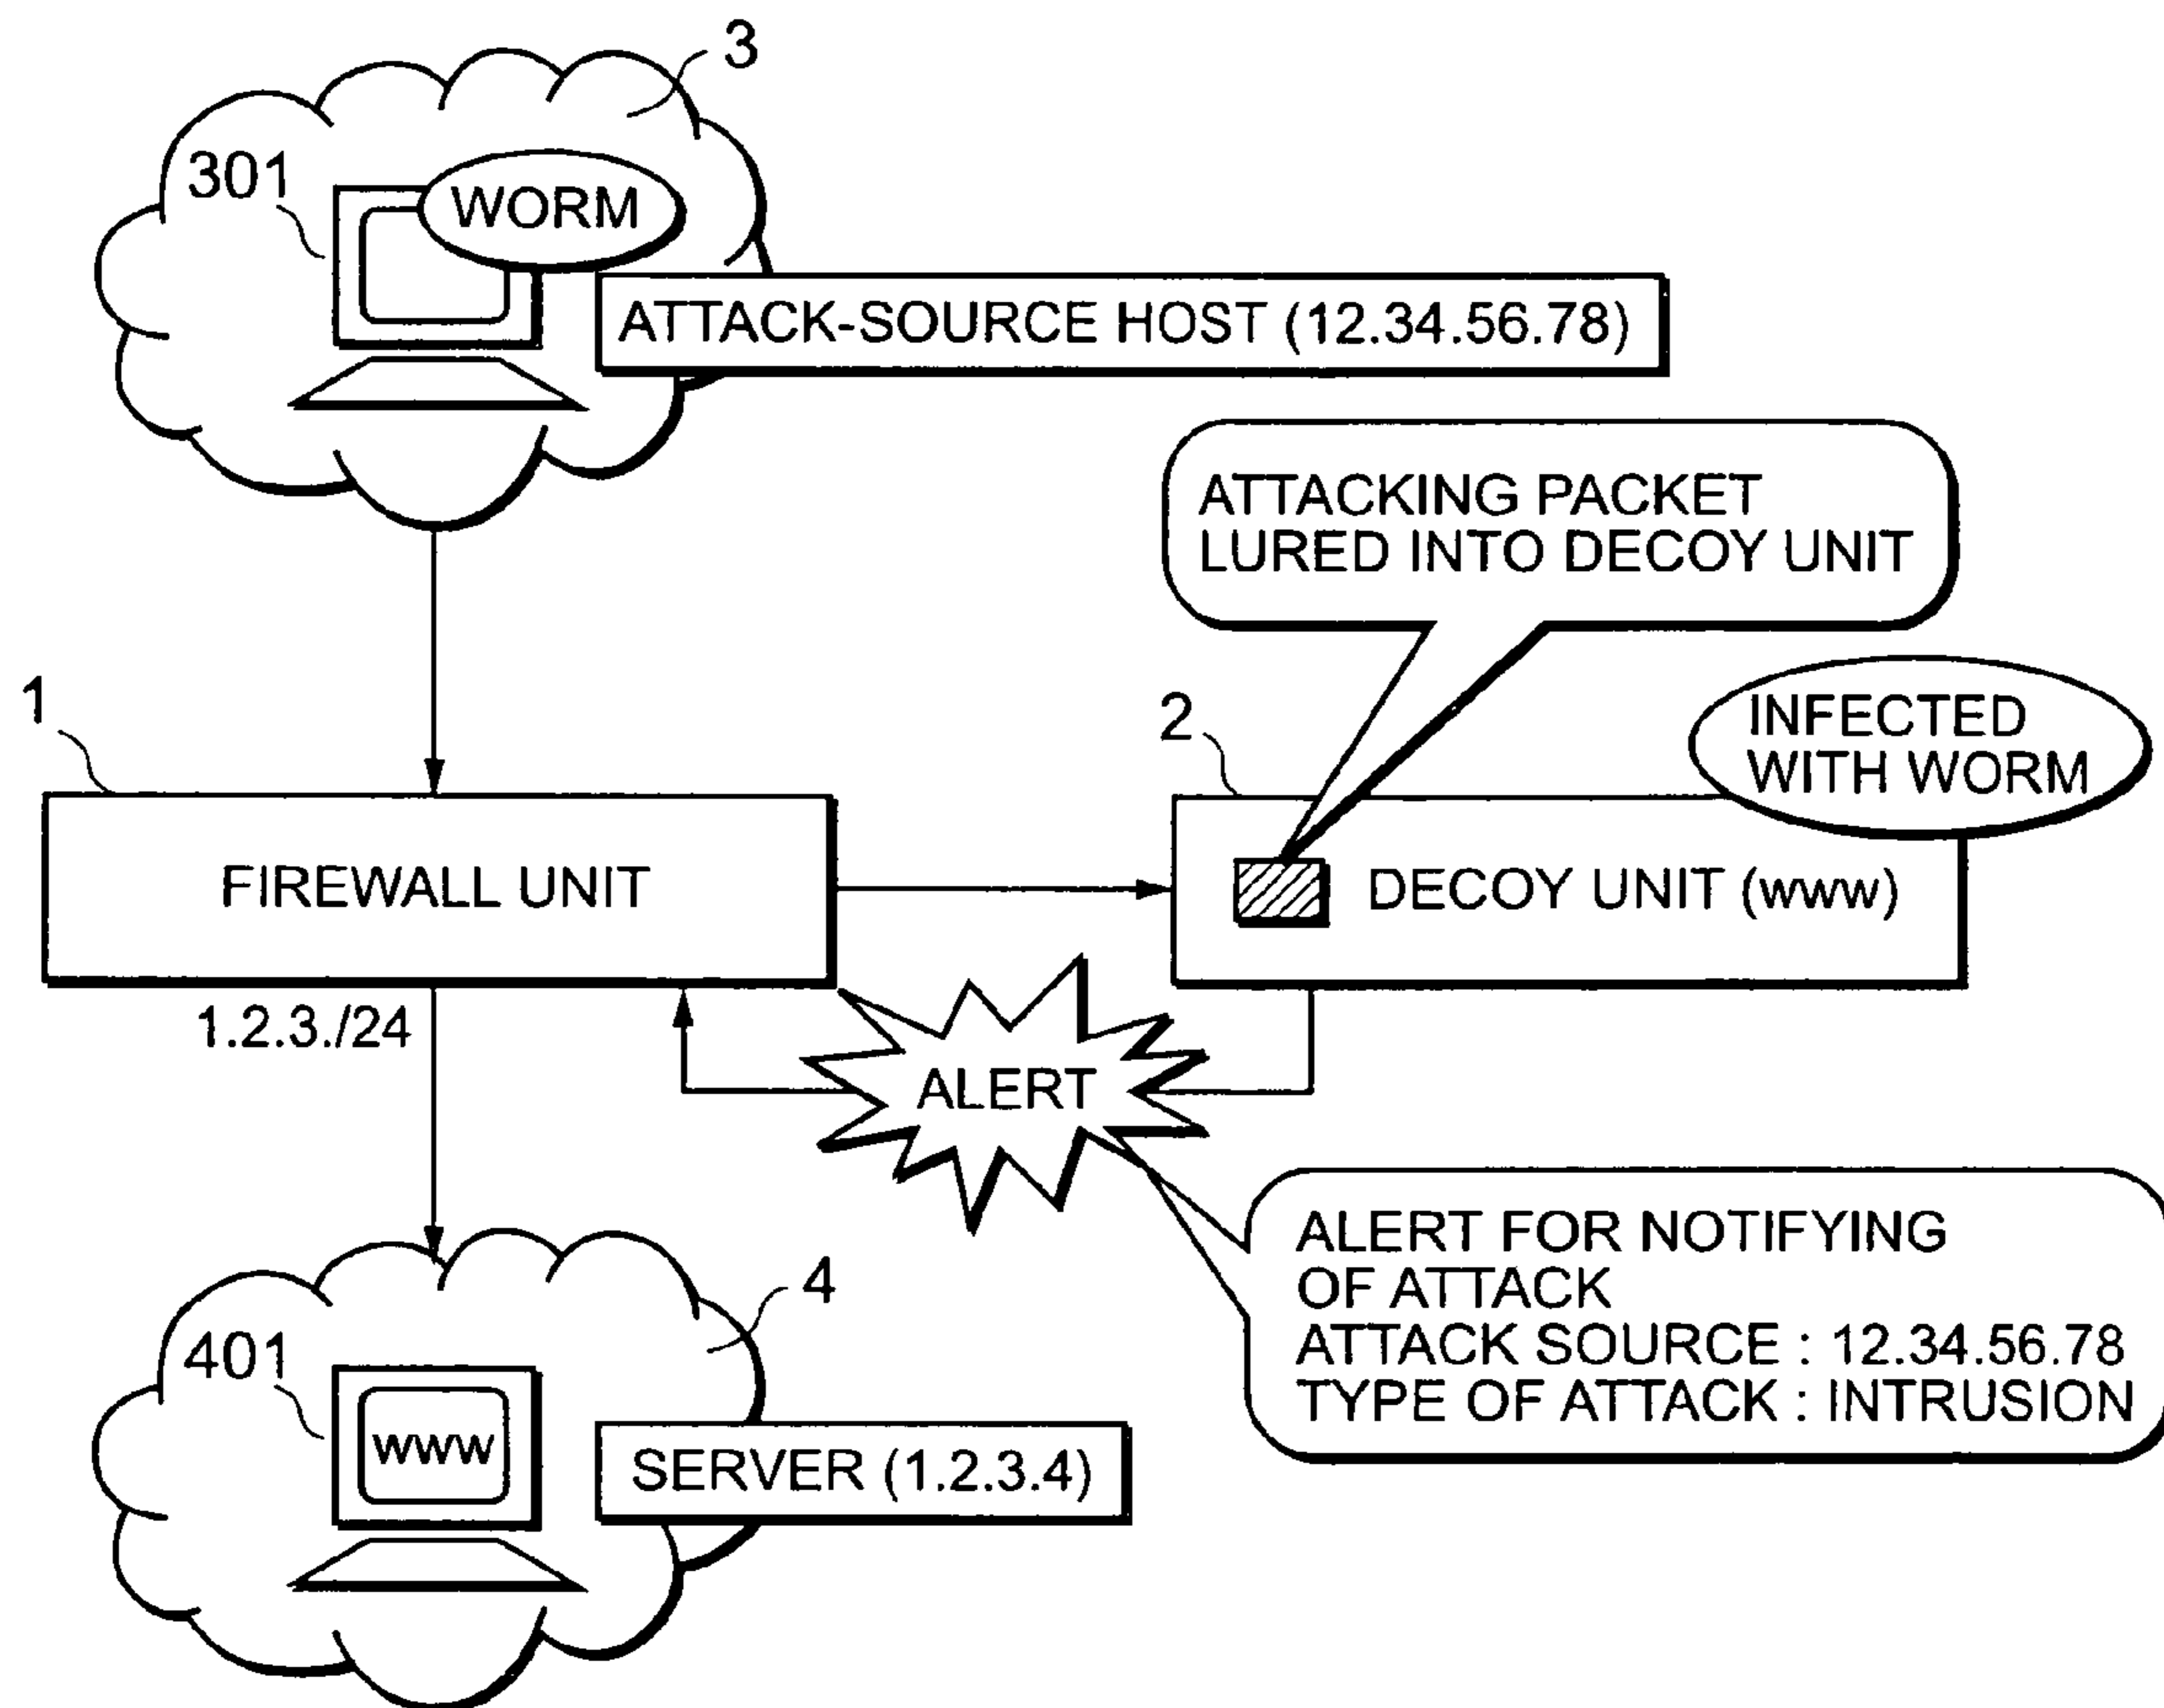 3
301
WORM
ATTACK-SOURCE HOST (12.34.56.78)
ATTACKING PACKET
LURED INTO DECOY UNIT
1
2
INFECTED
WITH WORM
FIREWALL UNIT
DECOY UNIT (www)
1.2.3./24
ALERT
ALERT FOR NOTIFYING
OF ATTACK
ATTACK SOURCE : 12.34.56.78
TYPE OF ATTACK : INTRUSION
4
401
www
SERVER (1.2.3.4)